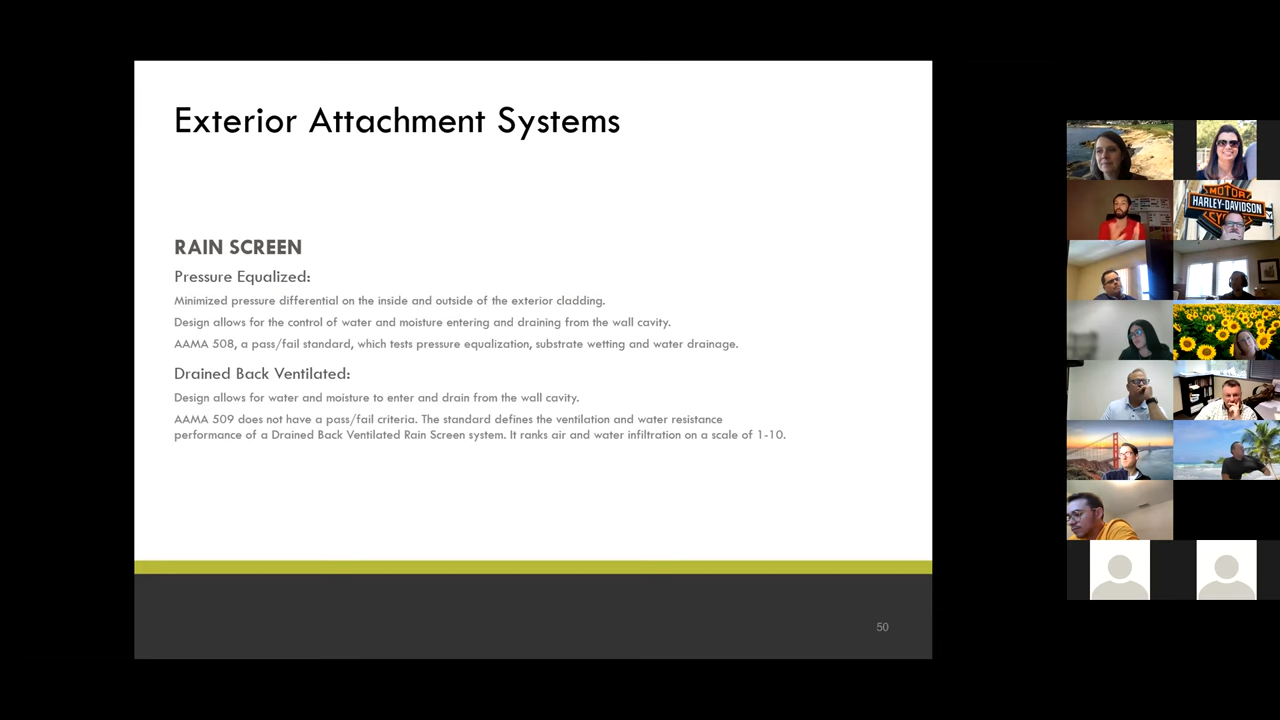 Exterior Attachment Systems
RAIN SCREEN
Pressure Equalized:
Minimized pressure differential on the inside and outside of the exterior cladding.
Design allows for the control of water and moisture entering and draining from the wall cavity.
AAMA 508, a pass/fail standard, which tests pressure equalization, substrate wetting and water drainage.
Drained Back Ventilated:
Design allows for water and moisture to enter and drain from the wall cavity.
AAMA 509 does not have a pass/fail criteria. The standard defines the ventilation and water resistance
performance of a Drained Back Ventilated Rain Screen system. It ranks air and water infiltration on a scale of 1-10.
50
MOTOR
HARLEY-DAVIDSON